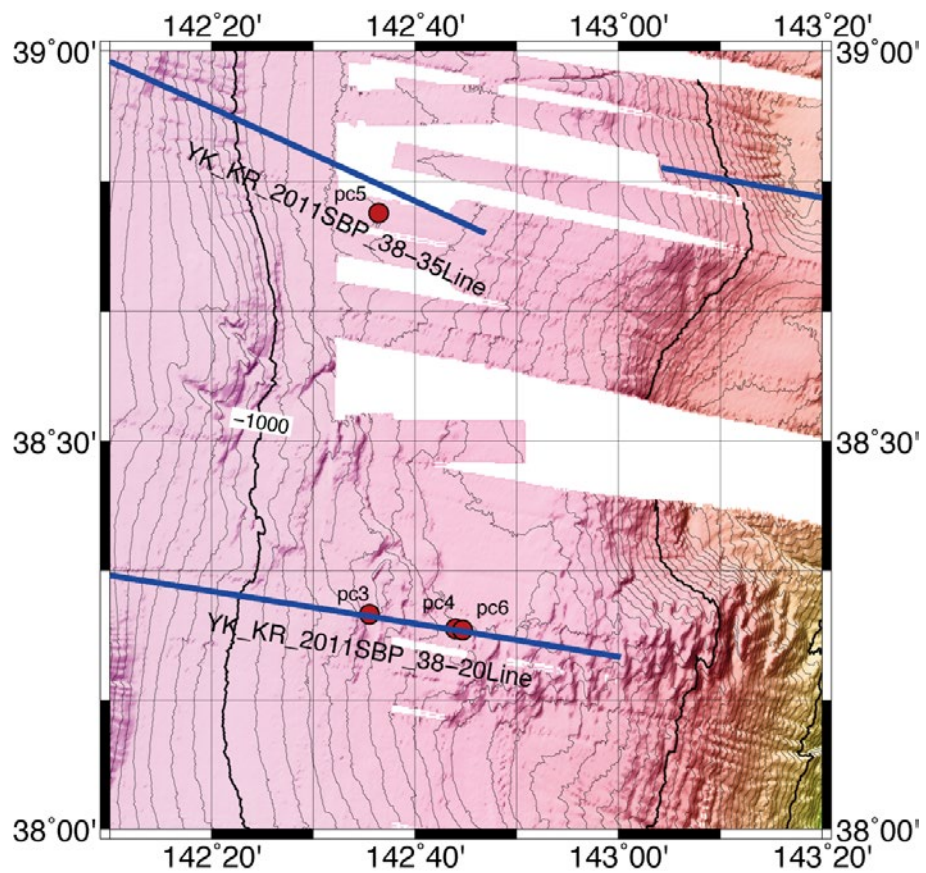 142˚20' 142˚40' 143˚00' 143˚20'
39˚00' 39˚00'
YK_KR_2011SBP_38-35Line
pc5
-1000
38˚30' 38˚30'
pc3 pc4 pc6
YK_KR_2011SBP_38-20Line
38˚00' 38˚00'
142˚20' 142˚40' 143˚00' 143˚20'